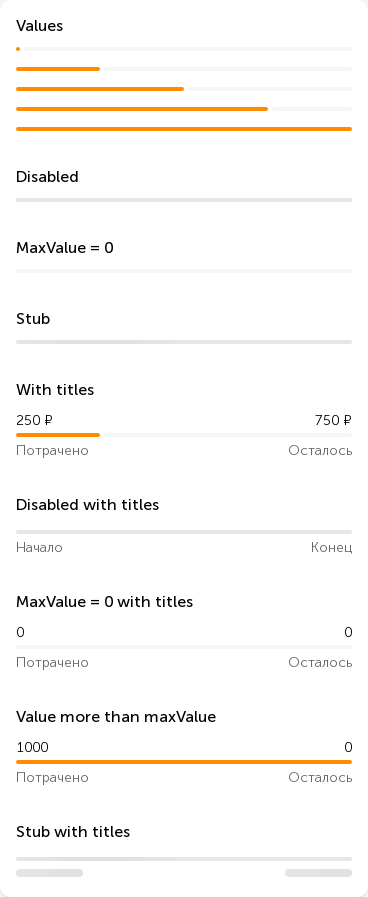 Values
Disabled
MaxValue = 0
Stub
With titles
250 ₽ 750 ₽
Потрачено Осталось
Disabled with titles
Начало Конец
MaxValue = 0 with titles
0 0
Потрачено Осталось
Value more than maxValue
1000 0
Потрачено Осталось
Stub with titles